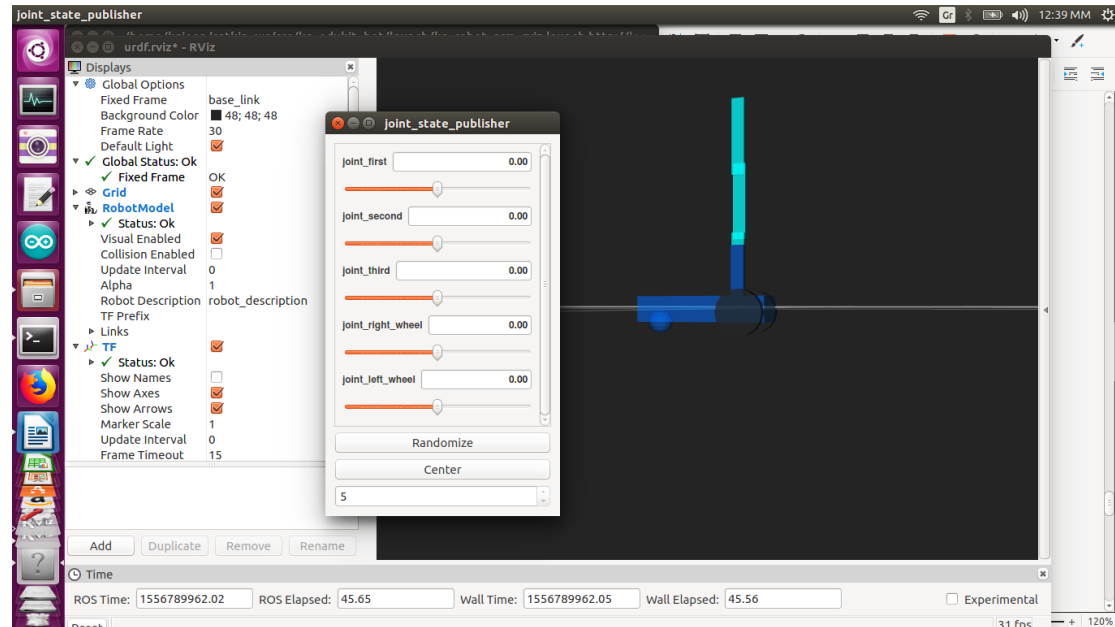 joint_state_publisher
Gr
12:39 MM
urdf.rviz* - RViz
Displays
Global Options
Fixed Frame base_link
Background Color 48; 48; 48
Frame Rate 30
Default Light
Global Status: Ok
Fixed Frame OK
Grid
RobotModel
Status: Ok
Visual Enabled
Collision Enabled
Update Interval 0
Alpha 1
Robot Description robot_description
TF Prefix
Links
TF
Status: Ok
Show Names
Show Axes
Show Arrows
Marker Scale 1
Update Interval 0
Frame Timeout 15
Add Duplicate Remove Rename
joint_state_publisher
joint_first 0.00
joint_second 0.00
joint_third 0.00
joint_right_wheel 0.00
joint_left_wheel 0.00
Randomize
Center
5
Time
ROS Time: 1556789962.02 ROS Elapsed: 45.65 Wall Time: 1556789962.05 Wall Elapsed: 45.56 Experimental
Reset 31 fps
120%